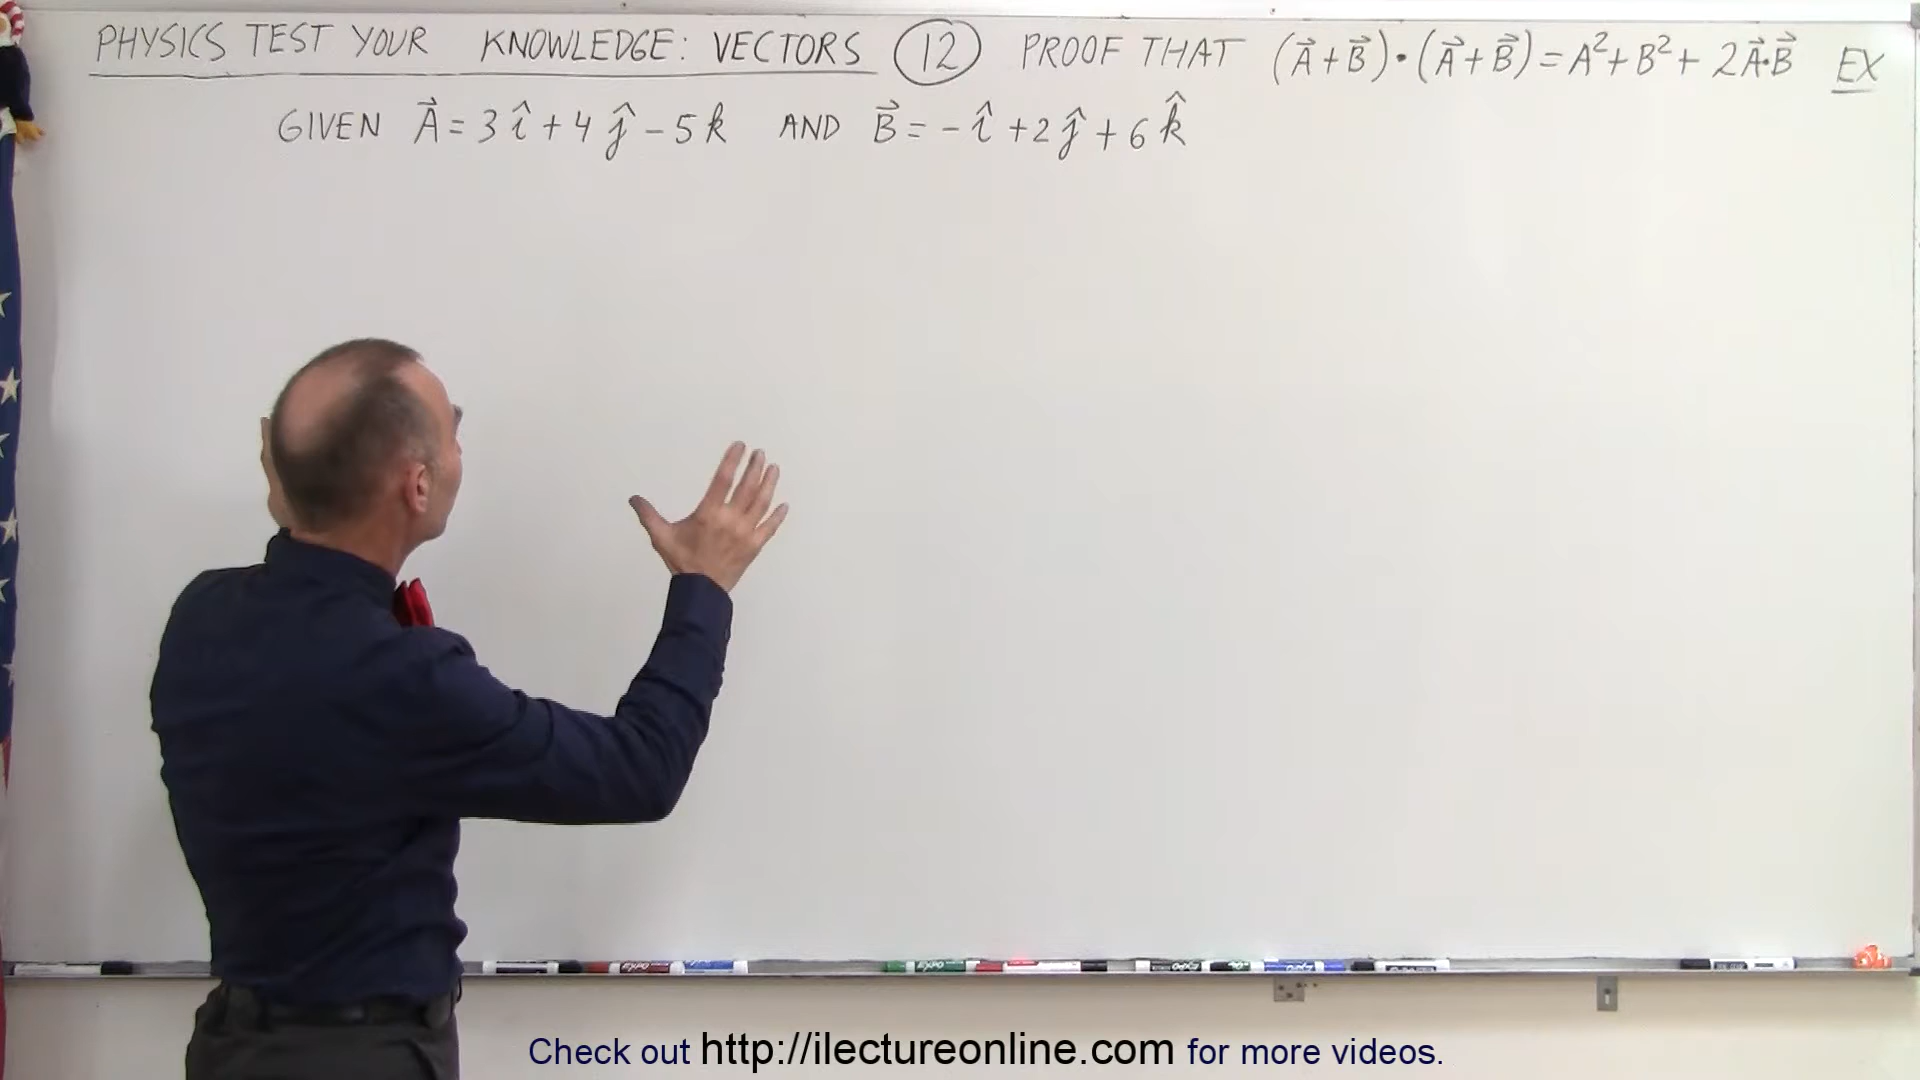 PHYSICS TEST YOUR KNOWLEDGE: VECTORS (12) PROOF THAT (A⃗+B⃗)•(A⃗+B⃗)=A²+B²+ 2A⃗•B⃗ EX
GIVEN A⃗=3î+4ĵ-5k AND B⃗=-î+2ĵ+6k̂
Check out http://ilectureonline.com for more videos.